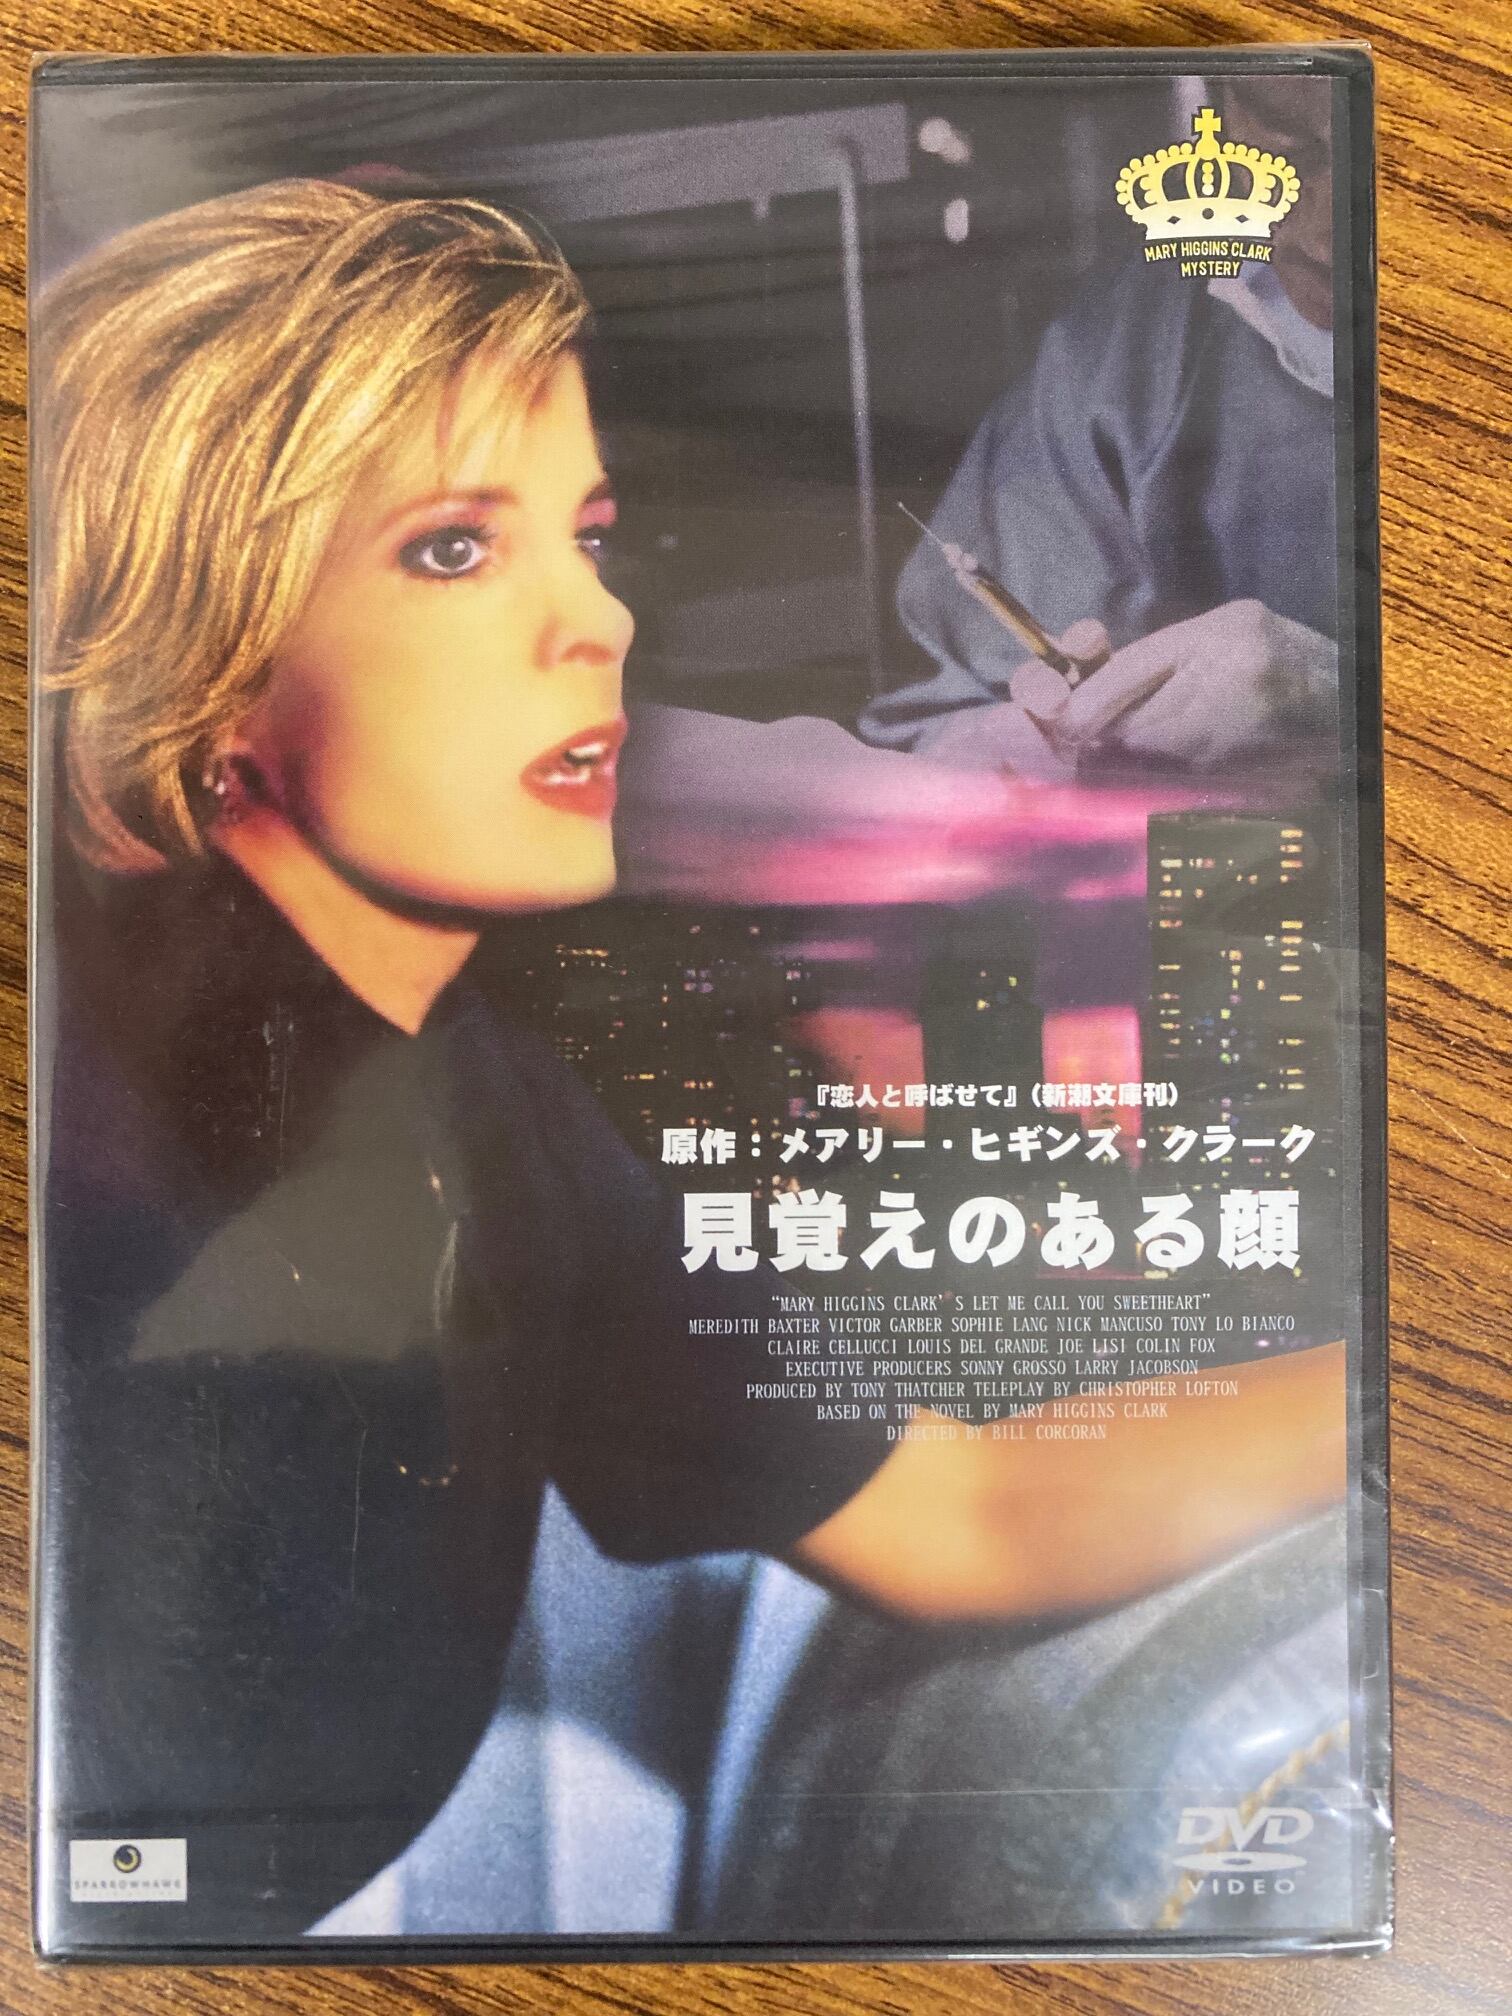 MARY HIGGINS CLARK
MYSTERY
『恋人と呼ばせて』(新潮文庫刊)
原作：メアリー・ヒギンズ・クラーク
見覚えのある顔
“MARY HIGGINS CLARK’S LET ME CALL YOU SWEETHEART”
MEREDITH BAXTER VICTOR GARBER SOPHIE LANG NICK MANCUSO TONY LO BIANCO
CLAIRE CELLUCCI LOUIS DEL GRANDE JOE LISI COLIN FOX
EXECUTIVE PRODUCERS SONNY GROSSO LARRY JACOBSON
PRODUCED BY TONY THATCHER TELEPLAY BY CHRISTOPHER LOFTON
BASED ON THE NOVEL BY MARY HIGGINS CLARK
DIRECTED BY BILL CORCORAN
SPARROWHAWK
DVD
VIDEO